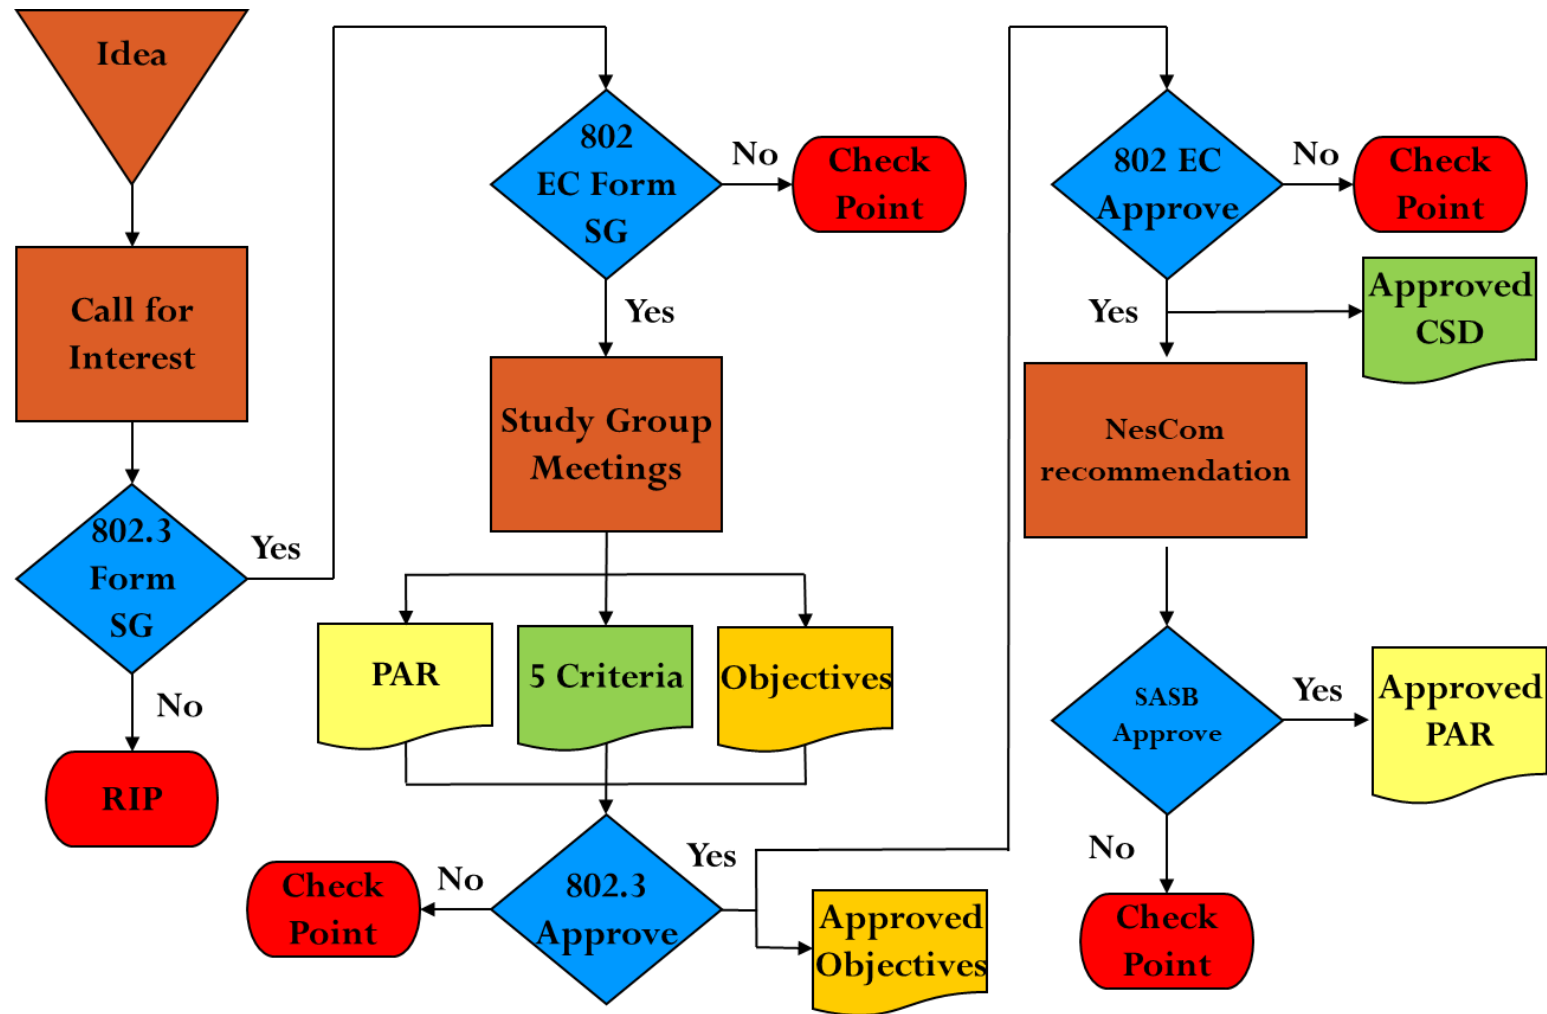 Idea
Call for
Interest
802.3
Form
SG
Yes
No
RIP
802
EC Form
SG
No
Check
Point
Yes
Study Group
Meetings
PAR
5 Criteria
Objectives
802.3
Approve
No
Check
Point
Yes
Approved
Objectives
802 EC
Approve
No
Check
Point
Yes
Approved
CSD
NesCom
recommendation
SASB
Approve
Yes
Approved
PAR
No
Check
Point